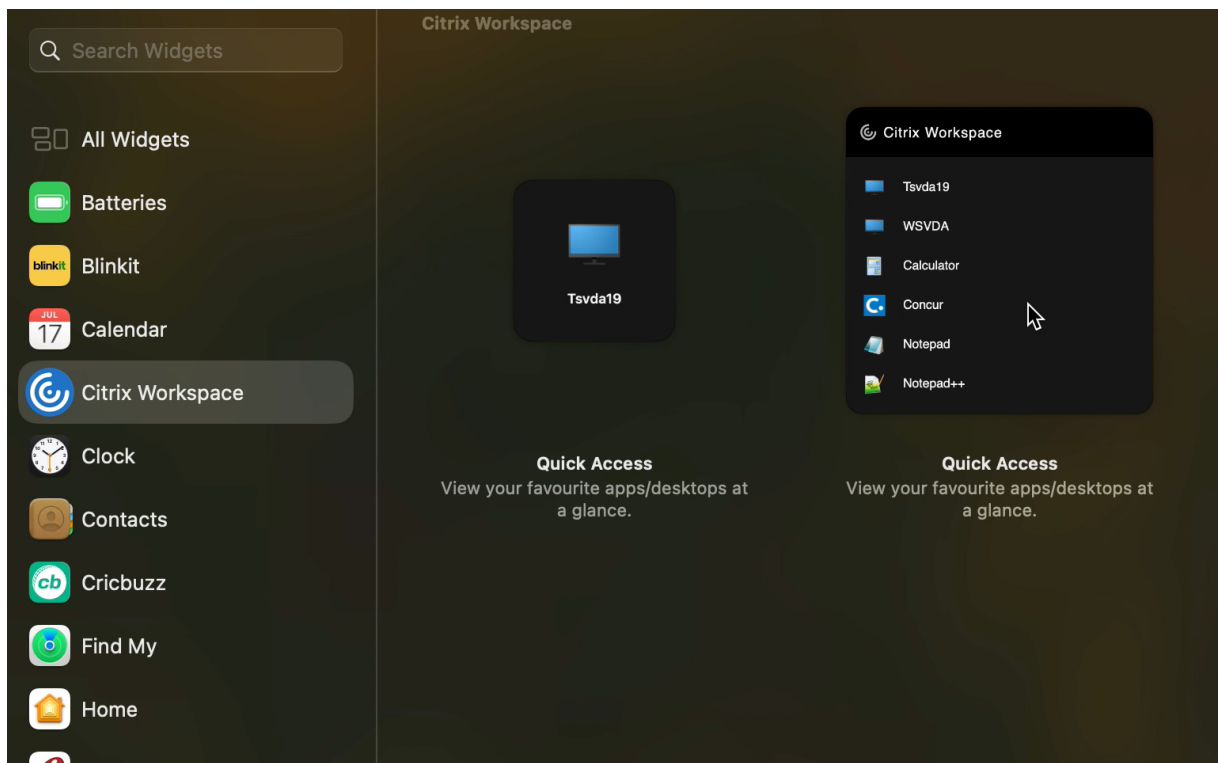 Search Widgets
All Widgets
Batteries
blinkit
Blinkit
JUL
17
Calendar
Citrix Workspace
Clock
Contacts
cb
Cricbuzz
Find My
Home
Citrix Workspace
Tsvda19
Quick Access
View your favourite apps/desktops at
a glance.
Citrix Workspace
Tsvda19
WSVDA
Calculator
C.
Concur
Notepad
Notepad++
Quick Access
View your favourite apps/desktops at
a glance.